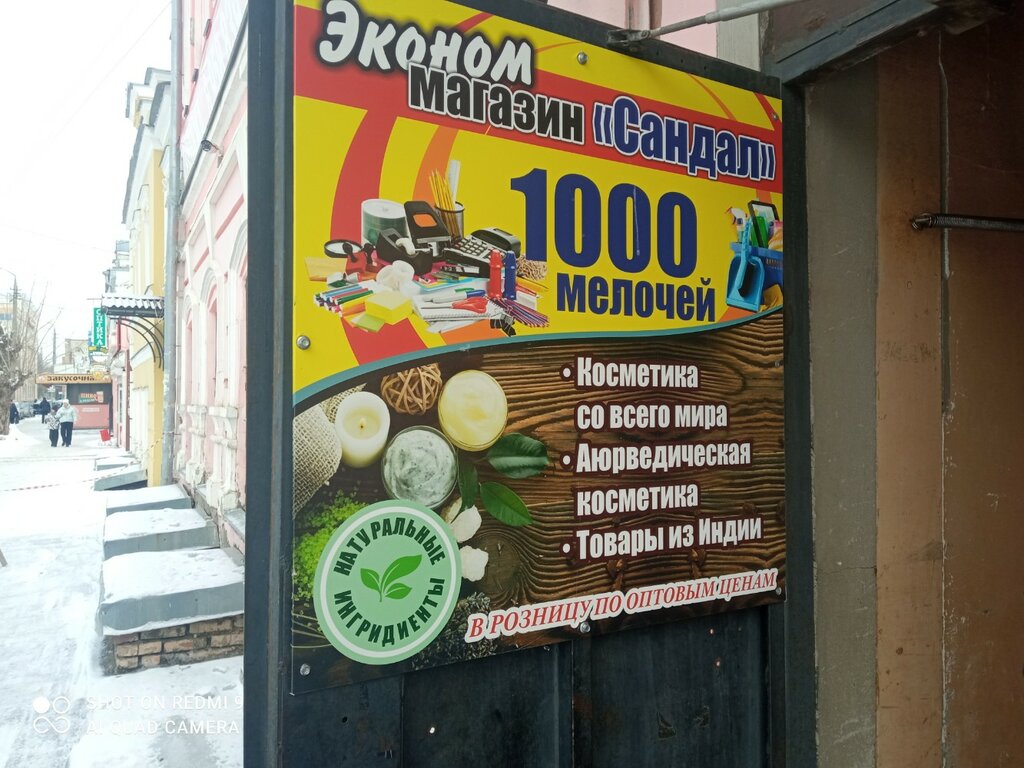 Эконом
магазин «Сандал»
1000
мелочей
• Косметика
со всего мира
• Аюрведическая
косметика
• Товары из Индии
НАТУРАЛЬНЫЕ
ИНГРИДИЕНТЫ
В РОЗНИЦУ ПО ОПТОВЫМ ЦЕНАМ
ОПТИКА
Закусочная
SHOT ON REDMI 9
AI QUAD CAMERA